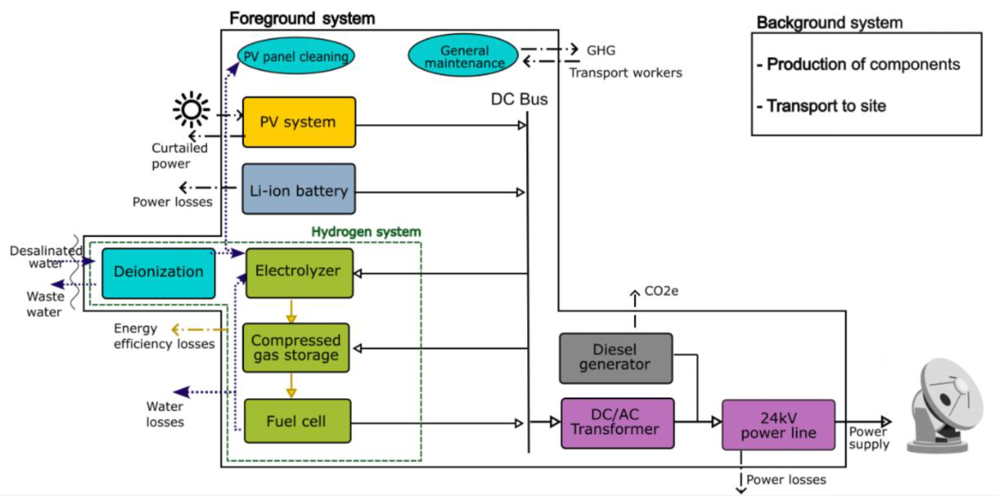 Foreground system
Background system
PV panel cleaning
General
maintenance
GHG
Transport workers
- Production of components
- Transport to site
DC Bus
PV system
Curtailed
power
Li-ion battery
Power losses
Hydrogen system
Desalinated
water
Deionization
Electrolyzer
Waste
water
CO2e
Energy
efficiency losses
Compressed
gas storage
Diesel
generator
Water
losses
Fuel cell
DC/AC
Transformer
24kV
power line
Power
supply
Power losses